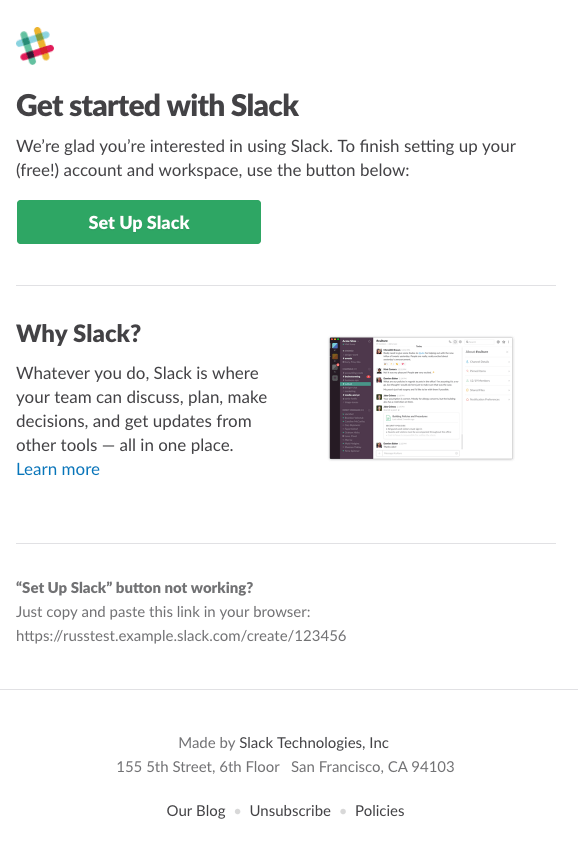 Get started with Slack
We’re glad you’re interested in using Slack. To finish setting up your
(free!) account and workspace, use the button below:
Set Up Slack
Why Slack?
Whatever you do, Slack is where
your team can discuss, plan, make
decisions, and get updates from
other tools — all in one place.
Learn more
“Set Up Slack” button not working?
Just copy and paste this link in your browser:
https://russtest.example.slack.com/create/123456
Made by Slack Technologies, Inc
155 5th Street, 6th Floor   San Francisco, CA 94103
Our Blog • Unsubscribe • Policies